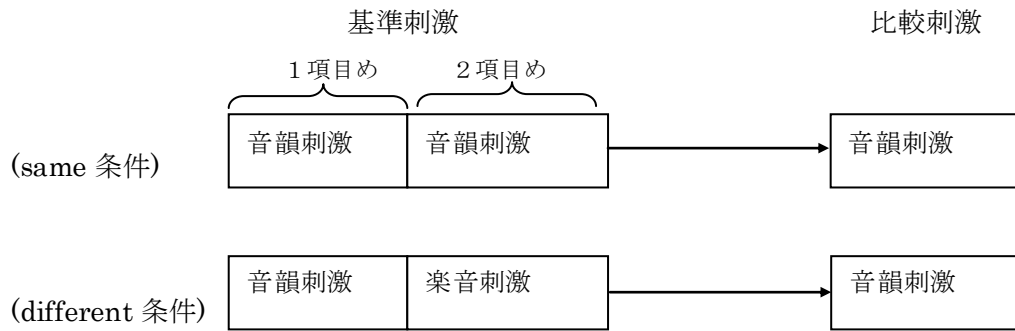 基準刺激 比較刺激
１項目め ２項目め
(same 条件) 音韻刺激 音韻刺激 音韻刺激
(different 条件) 音韻刺激 楽音刺激 音韻刺激